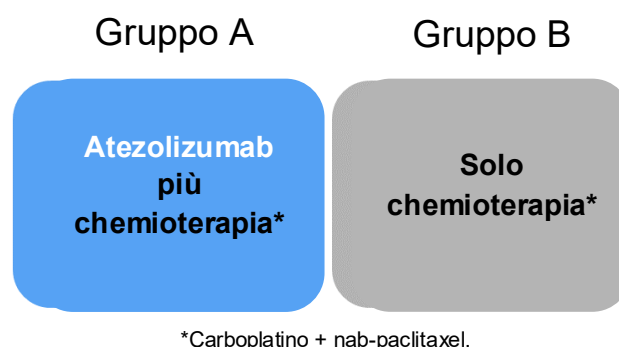 Gruppo A
Gruppo B
Atezolizumab
più
chemioterapia*
Solo
chemioterapia*
*Carboplatino + nab-paclitaxel.